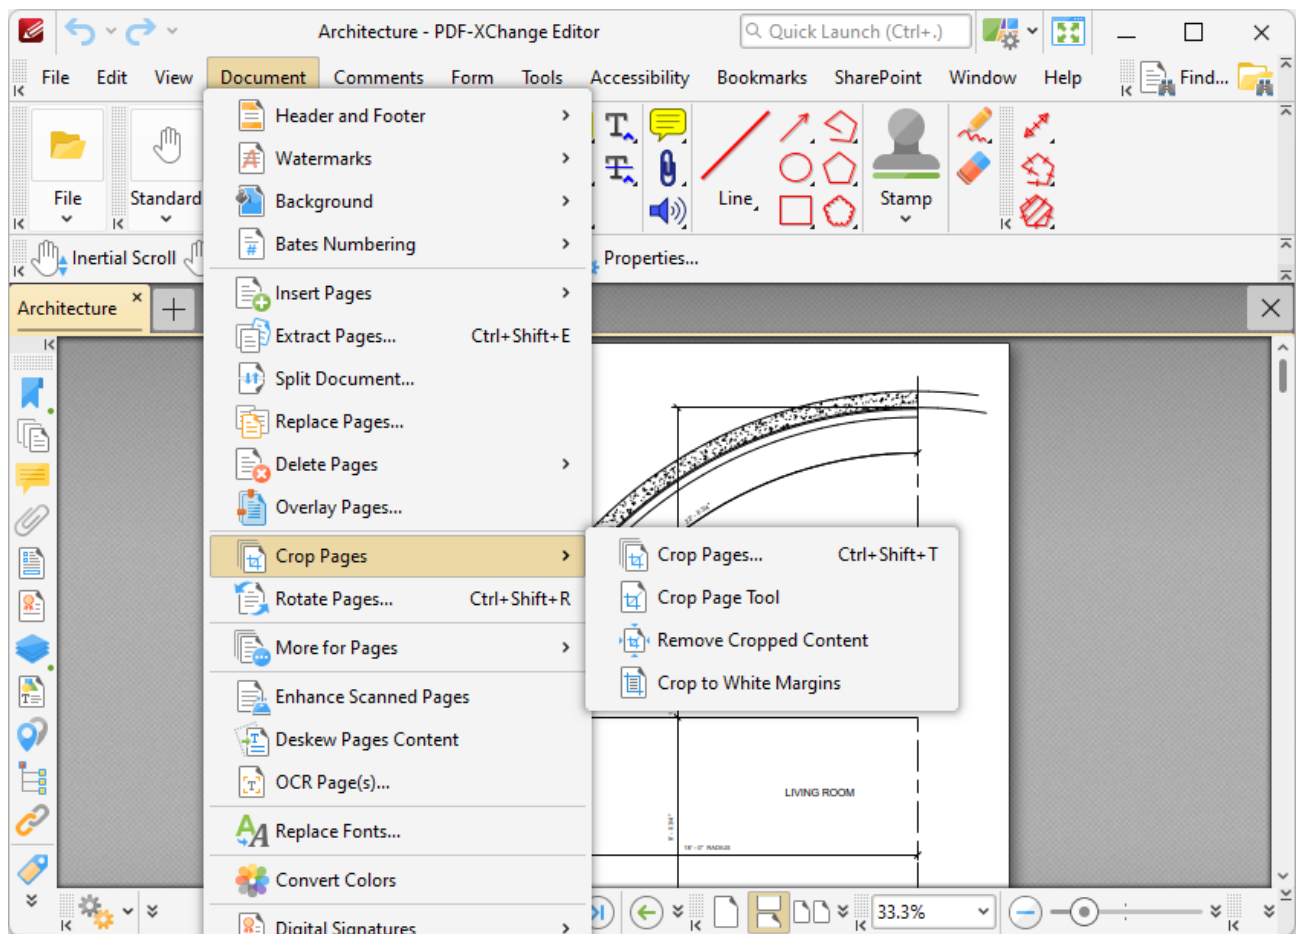 Architecture - PDF-XChange Editor
Quick Launch (Ctrl+.)
File Edit View Document Comments Form Tools Accessibility Bookmarks SharePoint Window Help Find...
Header and Footer
Watermarks
Background
Bates Numbering
File Standard Line Stamp
Inertial Scroll Properties...
Architecture
Insert Pages
Extract Pages... Ctrl+Shift+E
Split Document...
Replace Pages...
Delete Pages
Overlay Pages...
Crop Pages
Rotate Pages... Ctrl+Shift+R
More for Pages
Enhance Scanned Pages
Deskew Pages Content
OCR Page(s)...
Replace Fonts...
Convert Colors
Digital Signatures
Crop Pages... Ctrl+Shift+T
Crop Page Tool
Remove Cropped Content
Crop to White Margins
LIVING ROOM
16' - 0" RADIUS
33.3%